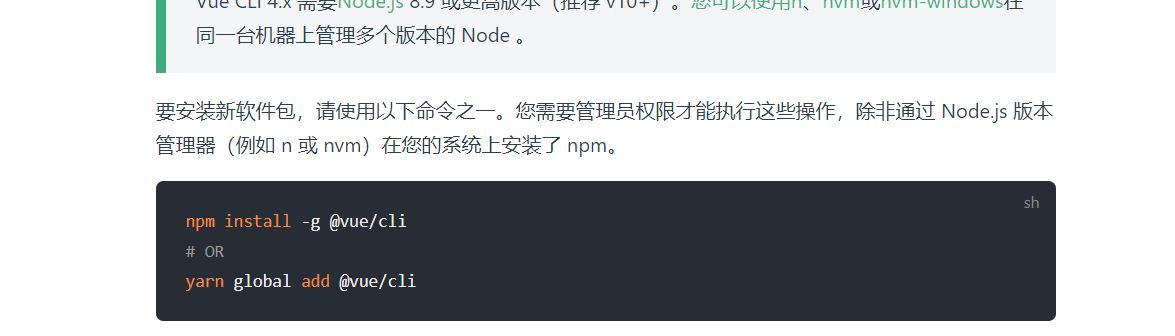 Vue CLI 4.x 需要Node.js 8.9 或更高版本（推荐 v10+）。您可以使用n、nvm或nvm-windows在
同一台机器上管理多个版本的 Node 。
要安装新软件包，请使用以下命令之一。您需要管理员权限才能执行这些操作，除非通过 Node.js 版本
管理器（例如 n 或 nvm）在您的系统上安装了 npm。
sh
npm install -g @vue/cli
# OR
yarn global add @vue/cli